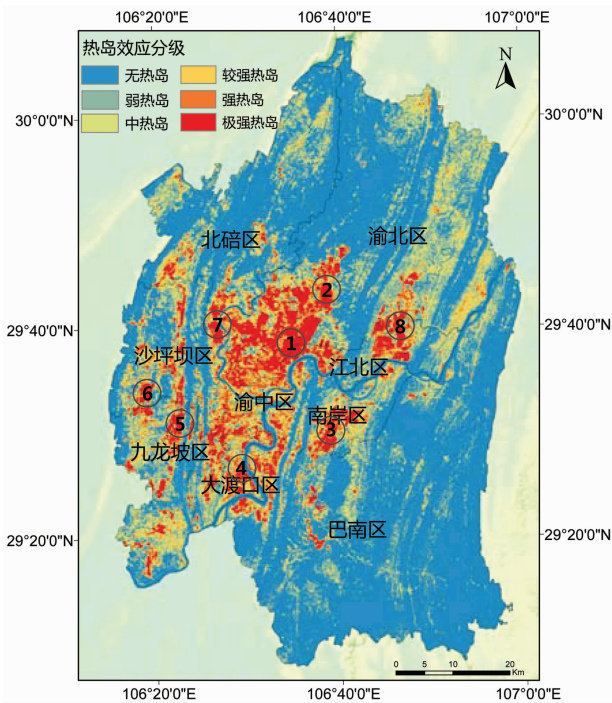 106°20'0"E 106°40'0"E 107°0'0"E
热岛效应分级
无热岛 较强热岛
弱热岛 强热岛
中热岛 极强热岛
N
30°0'0"N 30°0'0"N
北碚区 渝北区
2
7 8
29°40'0"N 29°40'0"N
1
沙坪坝区 江北区
6
渝中区 南岸区
5 3
九龙坡区
4
大渡口区
巴南区
29°20'0"N 29°20'0"N
0 5 10 20
Km
106°20'0"E 106°40'0"E 107°0'0"E